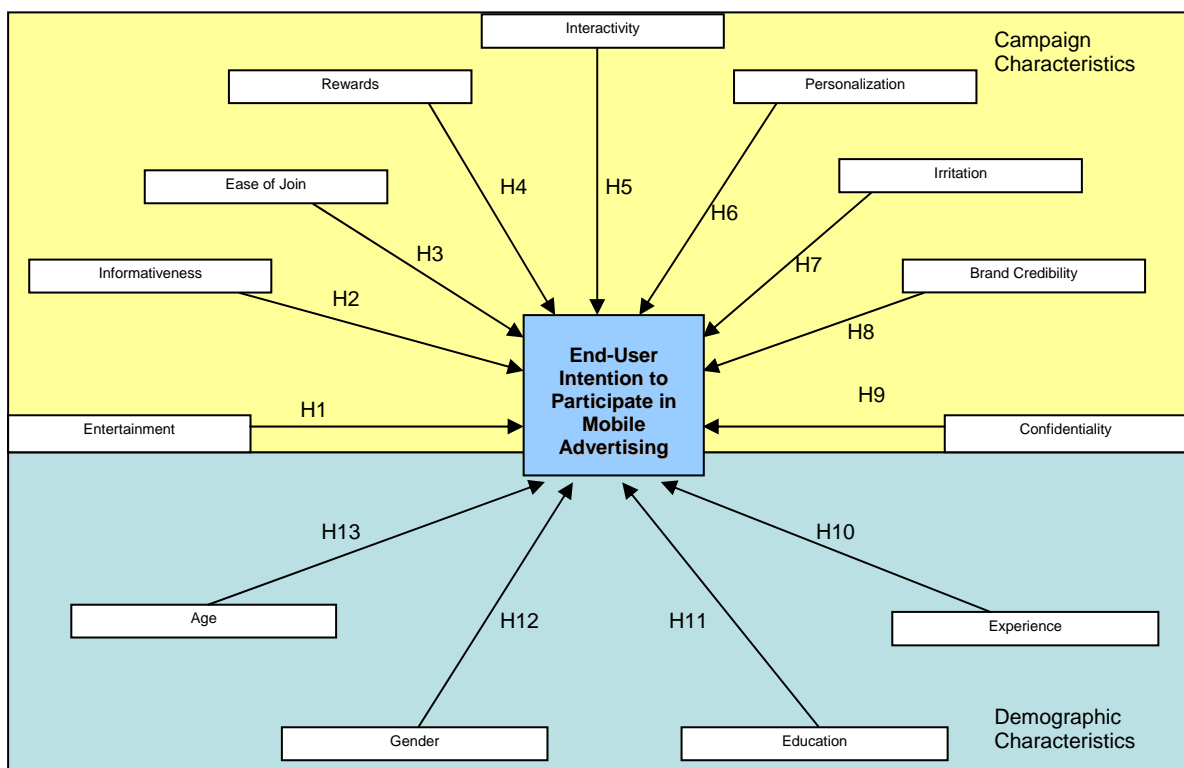 Interactivity
Campaign
Characteristics
Rewards
Personalization
Ease of Join
H4
H5
H6
Irritation
Informativeness
H3
H2
H7
Brand Credibility
H8
End-User
Intention to
Participate in
Mobile
Advertising
H1
H9
Entertainment
Confidentiality
H13
H10
Age
H12
H11
Experience
Gender
Education
Demographic
Characteristics